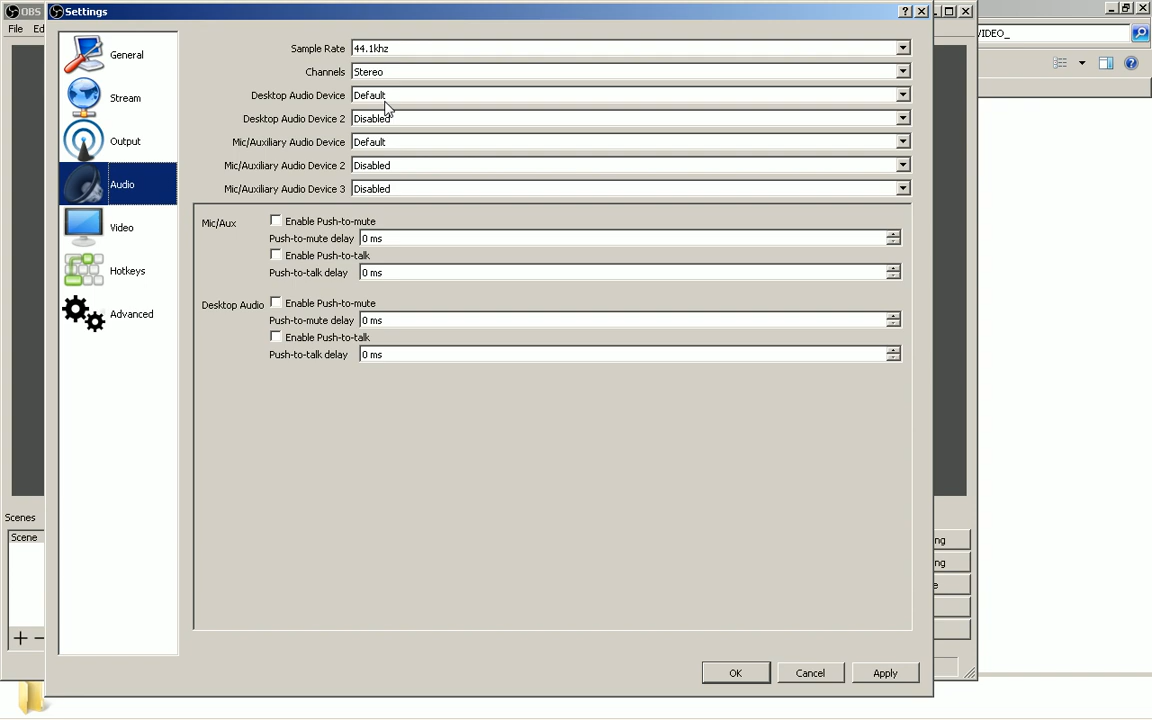 OBS
Settings
File Ed
VIDEO_
General
Stream
Output
Audio
Video
Hotkeys
Advanced
Sample Rate 44.1khz
Channels Stereo
Desktop Audio Device Default
Desktop Audio Device 2 Disabled
Mic/Auxiliary Audio Device Default
Mic/Auxiliary Audio Device 2 Disabled
Mic/Auxiliary Audio Device 3 Disabled
Mic/Aux Enable Push-to-mute
Push-to-mute delay 0 ms
Enable Push-to-talk
Push-to-talk delay 0 ms
Desktop Audio Enable Push-to-mute
Push-to-mute delay 0 ms
Enable Push-to-talk
Push-to-talk delay 0 ms
Scenes
Scene
ng
ng
e
OK Cancel Apply